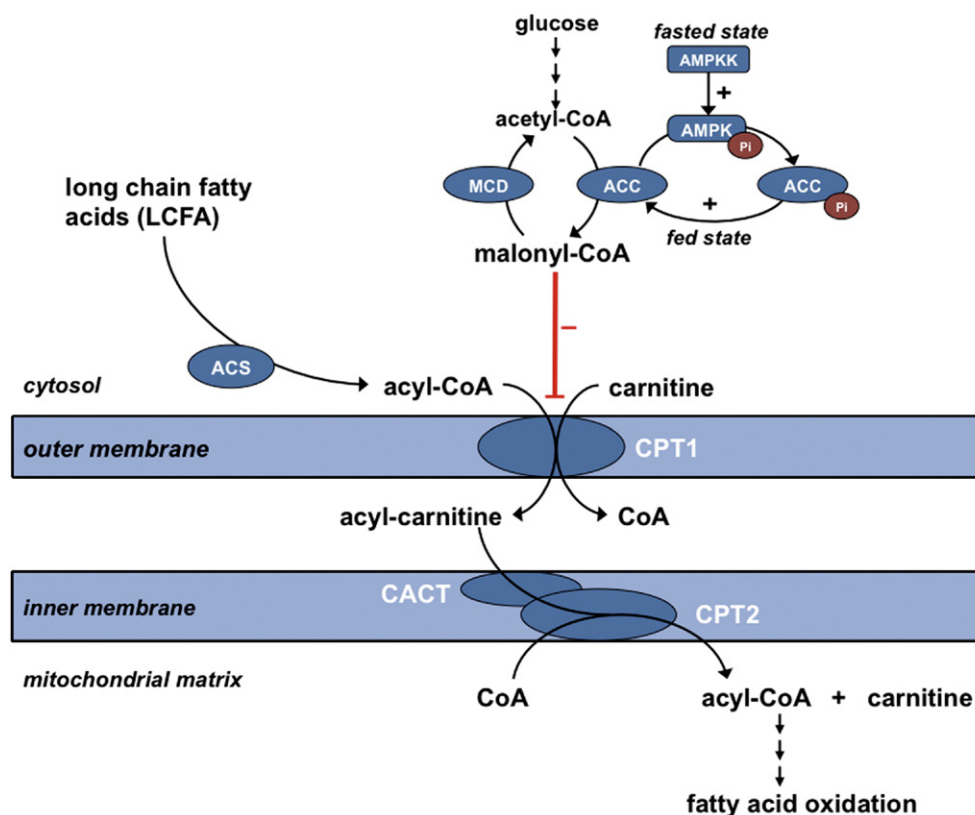 glucose
fasted state
AMPKK
+
acetyl-CoA
AMPK
Pi
MCD
ACC
ACC
Pi
+
fed state
long chain fatty
acids (LCFA)
malonyl-CoA
–
ACS
cytosol
acyl-CoA
carnitine
outer membrane
CPT1
acyl-carnitine
CoA
CACT
inner membrane
CPT2
mitochondrial matrix
CoA
acyl-CoA + carnitine
fatty acid oxidation